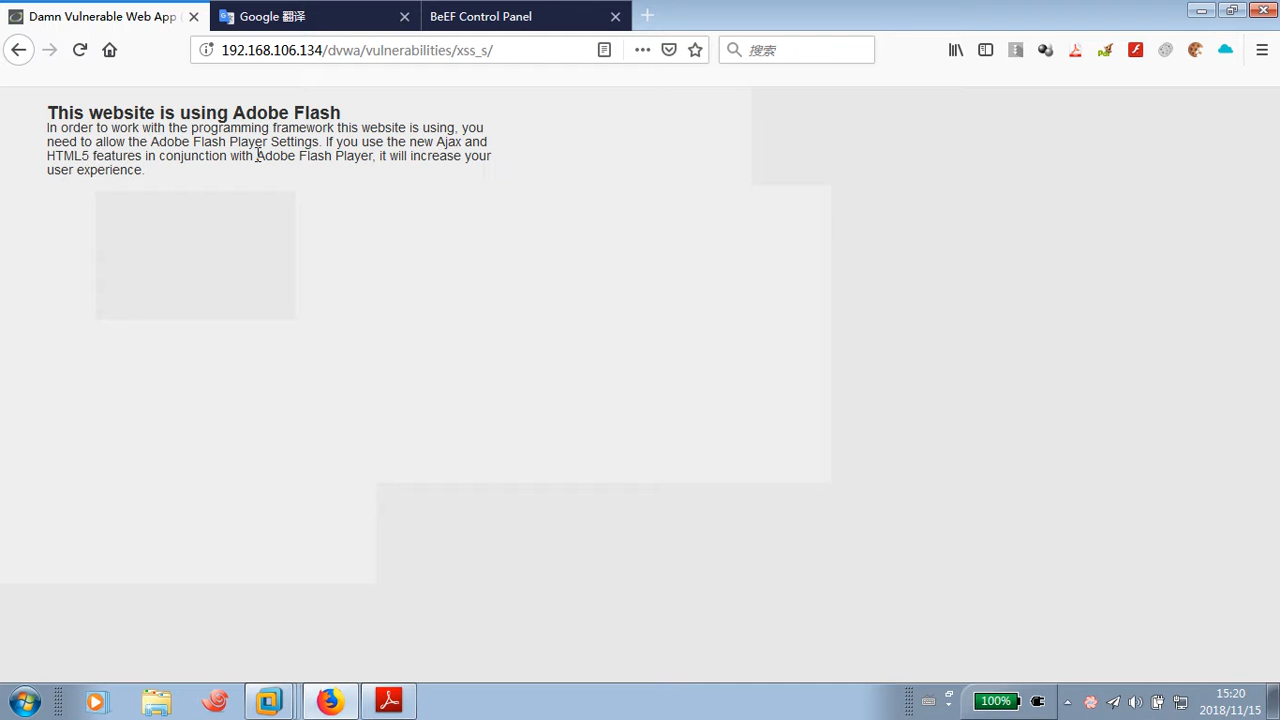 Damn Vulnerable Web App (
Google 翻译
BeEF Control Panel
192.168.106.134/dvwa/vulnerabilities/xss_s/
搜索
This website is using Adobe Flash
In order to work with the programming framework this website is using, you
need to allow the Adobe Flash Player Settings. If you use the new Ajax and
HTML5 features in conjunction with Adobe Flash Player, it will increase your
user experience.
100%
15:20
2018/11/15